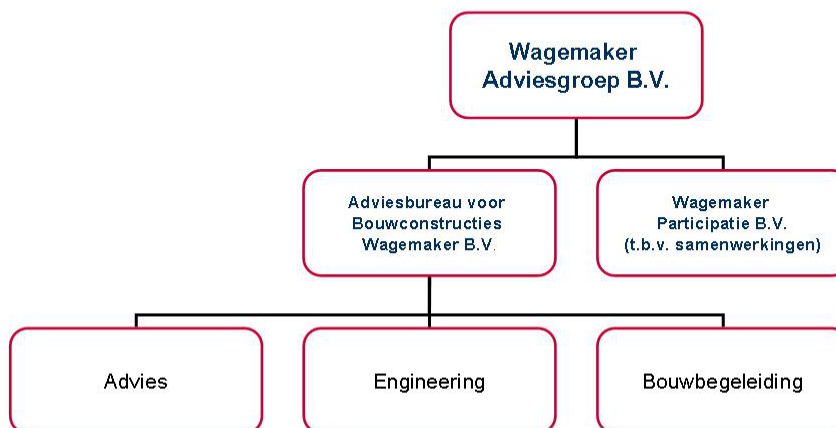 Wagemaker
Adviesgroep B.V.
Adviesbureau voor
Bouwconstructies
Wagemaker B.V.
Wagemaker
Participatie B.V.
(t.b.v. samenwerkingen)
Advies
Engineering
Bouwbegeleiding